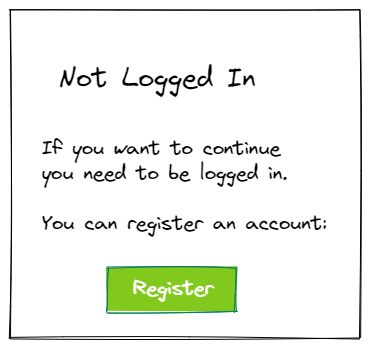 Not Logged In
If you want to continue
you need to be logged in.
You can register an account:
Register